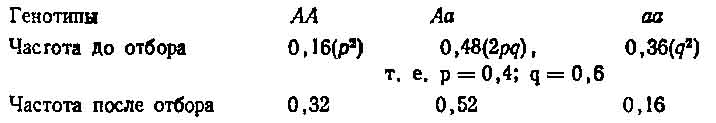 Генотипы AA Aa aa
Частота до отбора 0,16(p²) 0,48(2pq), 0,36(q²)
т. е. p = 0,4; q = 0,6
Частота после отбора 0,32 0,52 0,16